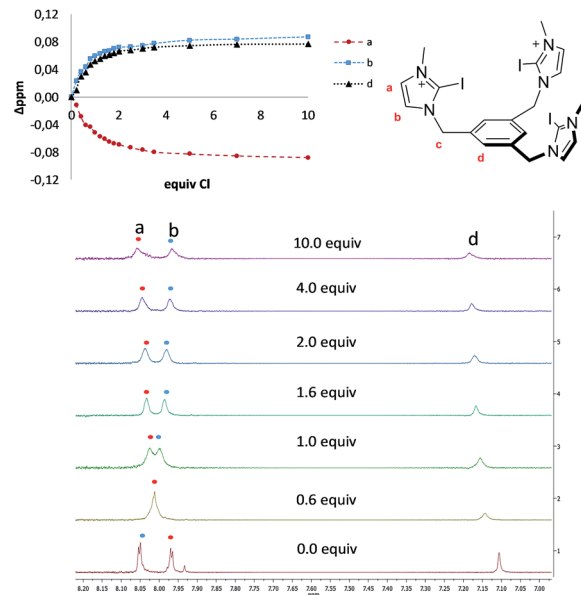 0,12
0,08
0,04
0,00
-0,04
-0,08
-0,12
Δppm
0 2 4 6 8 10
equiv Cl
a
b
d
N
+
I
N
a
b
c
d
+
N
I
N
I
N
+
N
a b d
10.0 equiv
4.0 equiv
2.0 equiv
1.6 equiv
1.0 equiv
0.6 equiv
0.0 equiv
7
6
5
4
3
2
1
8.20 8.15 8.10 8.05 8.00 7.95 7.90 7.85 7.80 7.75 7.70 7.65 7.60 7.55 7.50 7.45 7.40 7.35 7.30 7.25 7.20 7.15 7.10 7.05 7.00